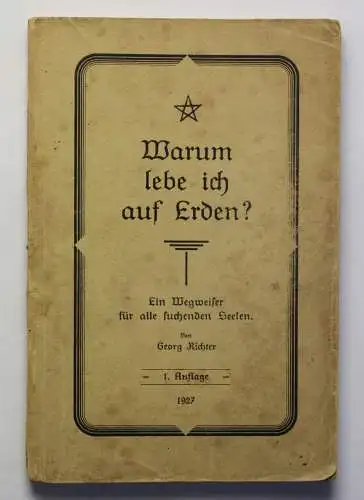 Warum
lebe ich
auf Erden?
Ein Wegweiser
für alle suchenden Seelen.
Von
Georg Richter
– 1. Auflage –
1927